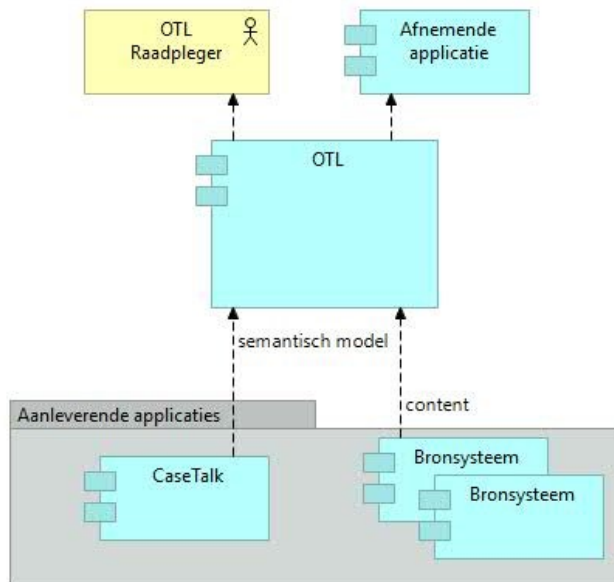 OTL
Raadpleger
Afnemende
applicatie
OTL
semantisch model
content
Aanleverende applicaties
CaseTalk
Bronsysteem
Bronsysteem